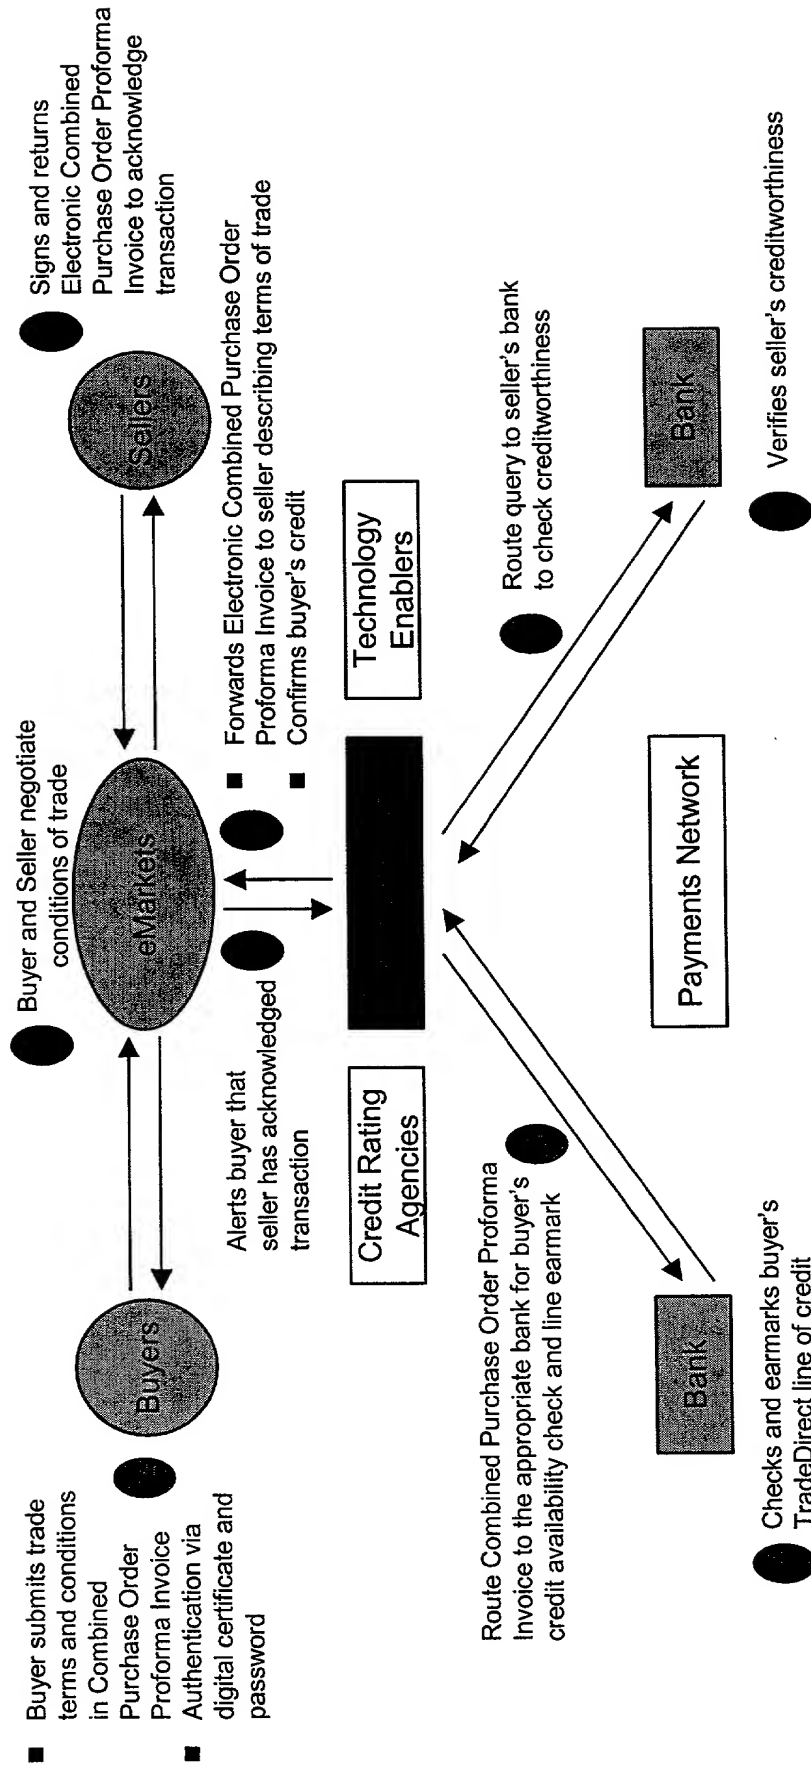 ■ Buyer submits trade
terms and conditions
in Combined
Purchase Order
Proforma Invoice
■ Authentication via
digital certificate and
password
Buyers
Buyer and Seller negotiate
conditions of trade
eMarkets
Sellers
Signs and returns
Electronic Combined
Purchase Order Proforma
Invoice to acknowledge
transaction
Alerts buyer that
seller has acknowledged
transaction
■ Forwards Electronic Combined Purchase Order
Proforma Invoice to seller describing terms of trade
■ Confirms buyer's credit
Credit Rating
Agencies
Technology
Enablers
Route Combined Purchase Order Proforma
Invoice to the appropriate bank for buyer's
credit availability check and line earmark
Route query to seller's bank
to check creditworthiness
Bank
Payments Network
Bank
Checks and earmarks buyer's
TradeDirect line of credit
Verifies seller's creditworthiness